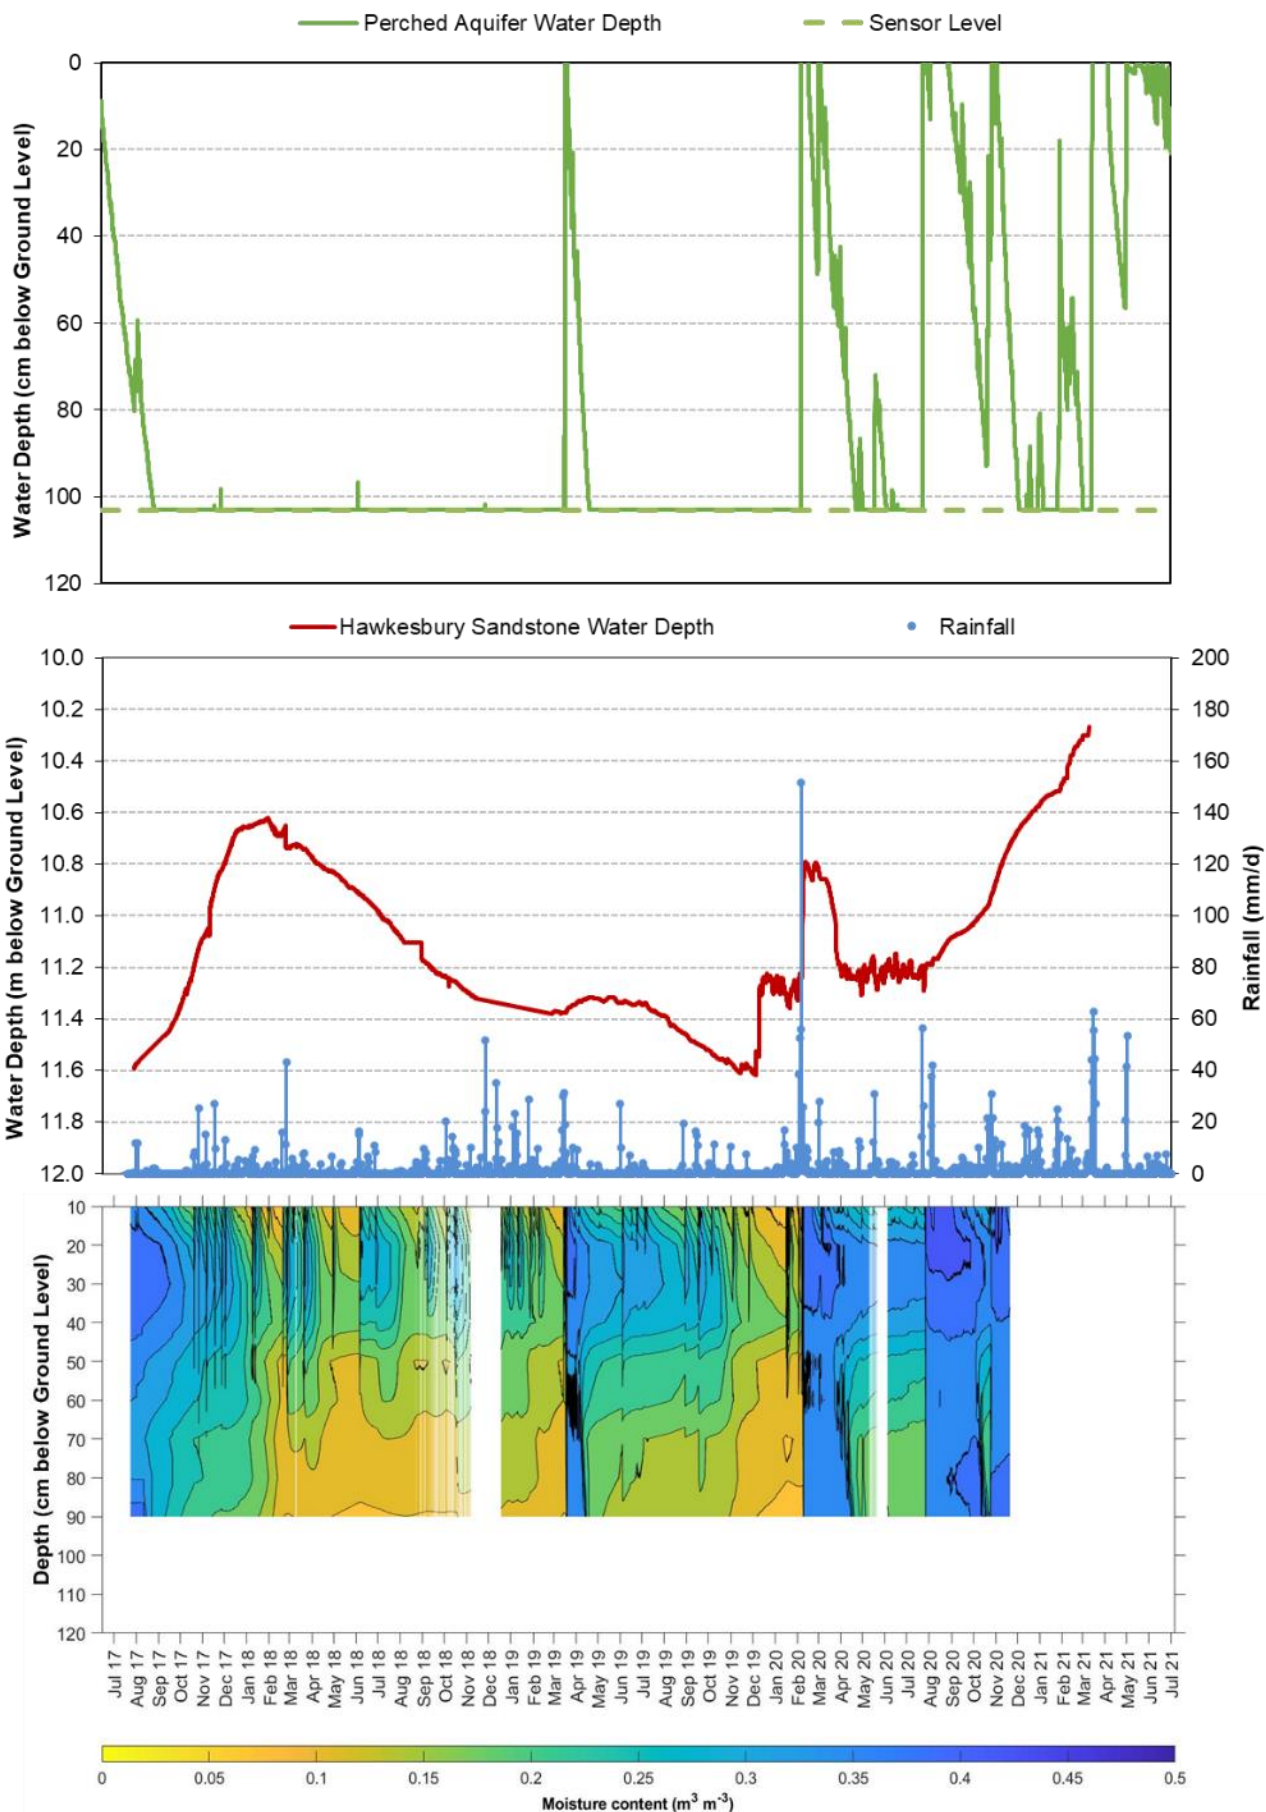 Perched Aquifer Water Depth Sensor Level
Water Depth (cm below Ground Level)
0
20
40
60
80
100
120
Hawkesbury Sandstone Water Depth Rainfall
Water Depth (m below Ground Level)
10.0
10.2
10.4
10.6
10.8
11.0
11.2
11.4
11.6
11.8
12.0
200
180
160
140
120
100
80
60
40
20
0
Rainfall (mm/d)
Depth (cm below Ground Level)
10
20
30
40
50
60
70
80
90
100
110
120
Jul 17
Aug 17
Sep 17
Oct 17
Nov 17
Dec 17
Jan 18
Feb 18
Mar 18
Apr 18
May 18
Jun 18
Jul 18
Aug 18
Sep 18
Oct 18
Nov 18
Dec 18
Jan 19
Feb 19
Mar 19
Apr 19
May 19
Jun 19
Jul 19
Aug 19
Sep 19
Oct 19
Nov 19
Dec 19
Jan 20
Feb 20
Mar 20
Apr 20
May 20
Jun 20
Jul 20
Aug 20
Sep 20
Oct 20
Nov 20
Dec 20
Jan 21
Feb 21
Mar 21
Apr 21
May 21
Jun 21
Jul 21
0 0.05 0.1 0.15 0.2 0.25 0.3 0.35 0.4 0.45 0.5
Moisture content (m³ m⁻³)